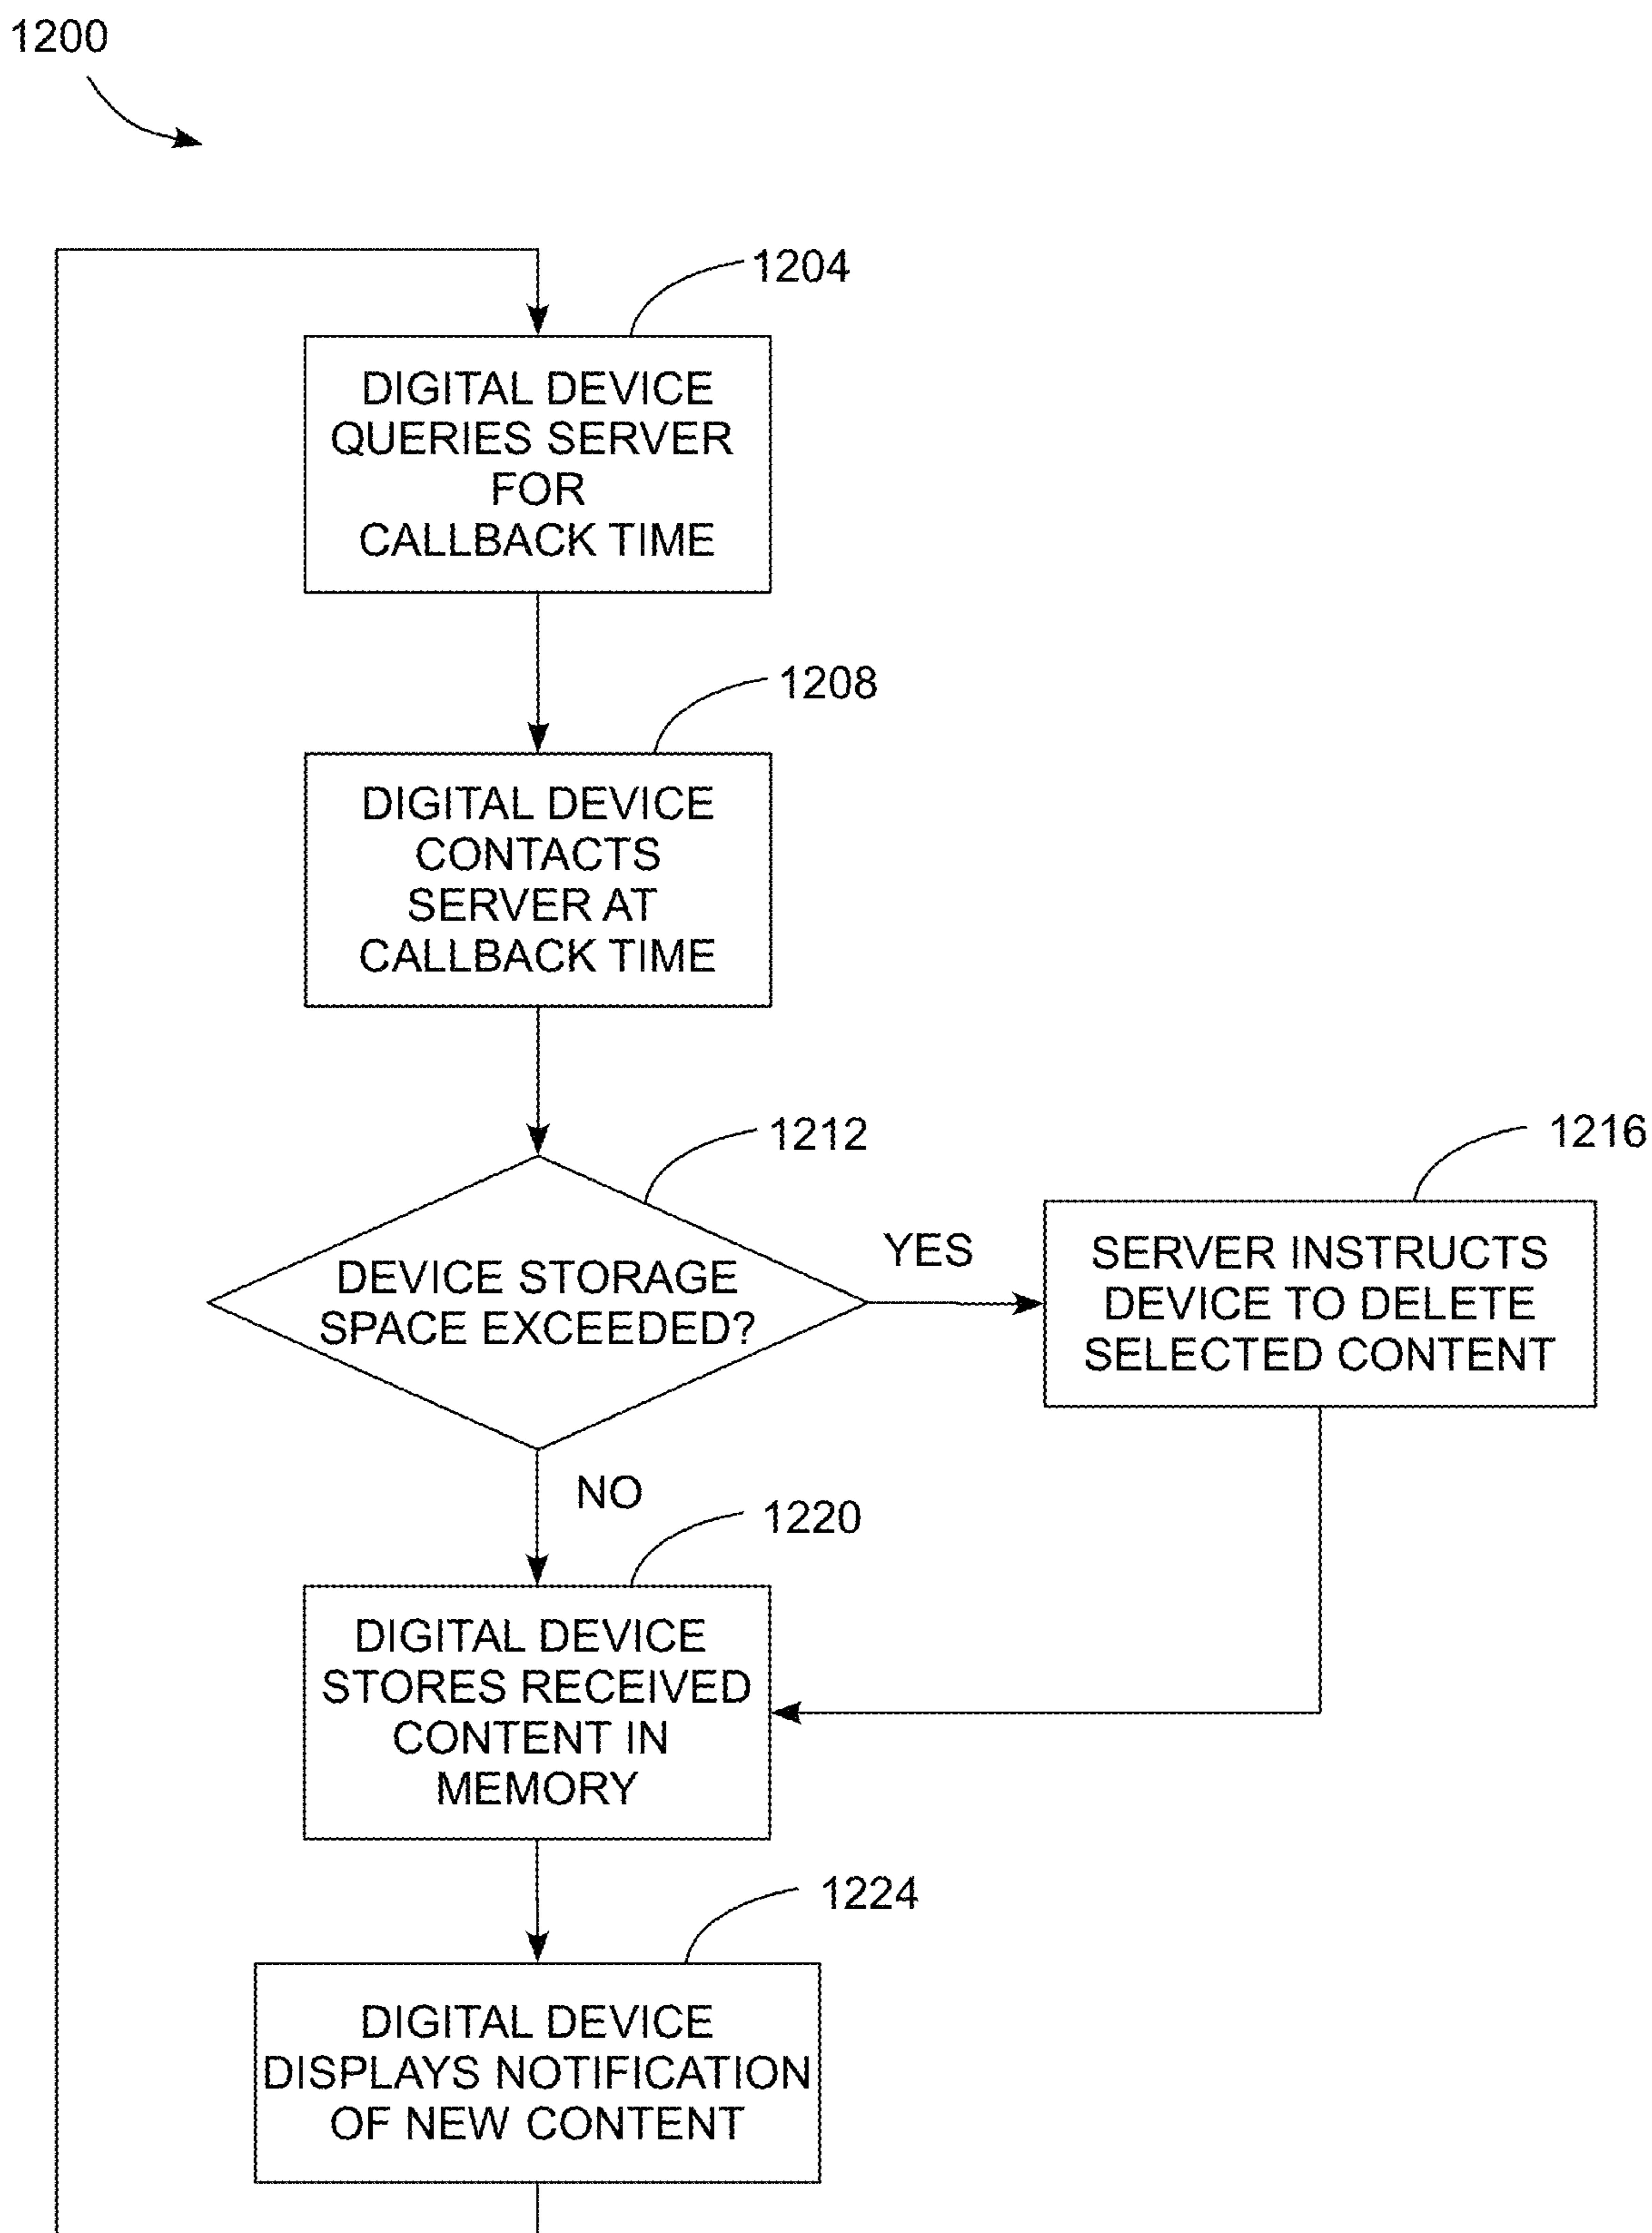 1200
1204
DIGITAL DEVICE
QUERIES SERVER
FOR
CALLBACK TIME
1208
DIGITAL DEVICE
CONTACTS
SERVER AT
CALLBACK TIME
1212
DEVICE STORAGE
SPACE EXCEEDED?
YES
1216
SERVER INSTRUCTS
DEVICE TO DELETE
SELECTED CONTENT
NO
1220
DIGITAL DEVICE
STORES RECEIVED
CONTENT IN
MEMORY
1224
DIGITAL DEVICE
DISPLAYS NOTIFICATION
OF NEW CONTENT